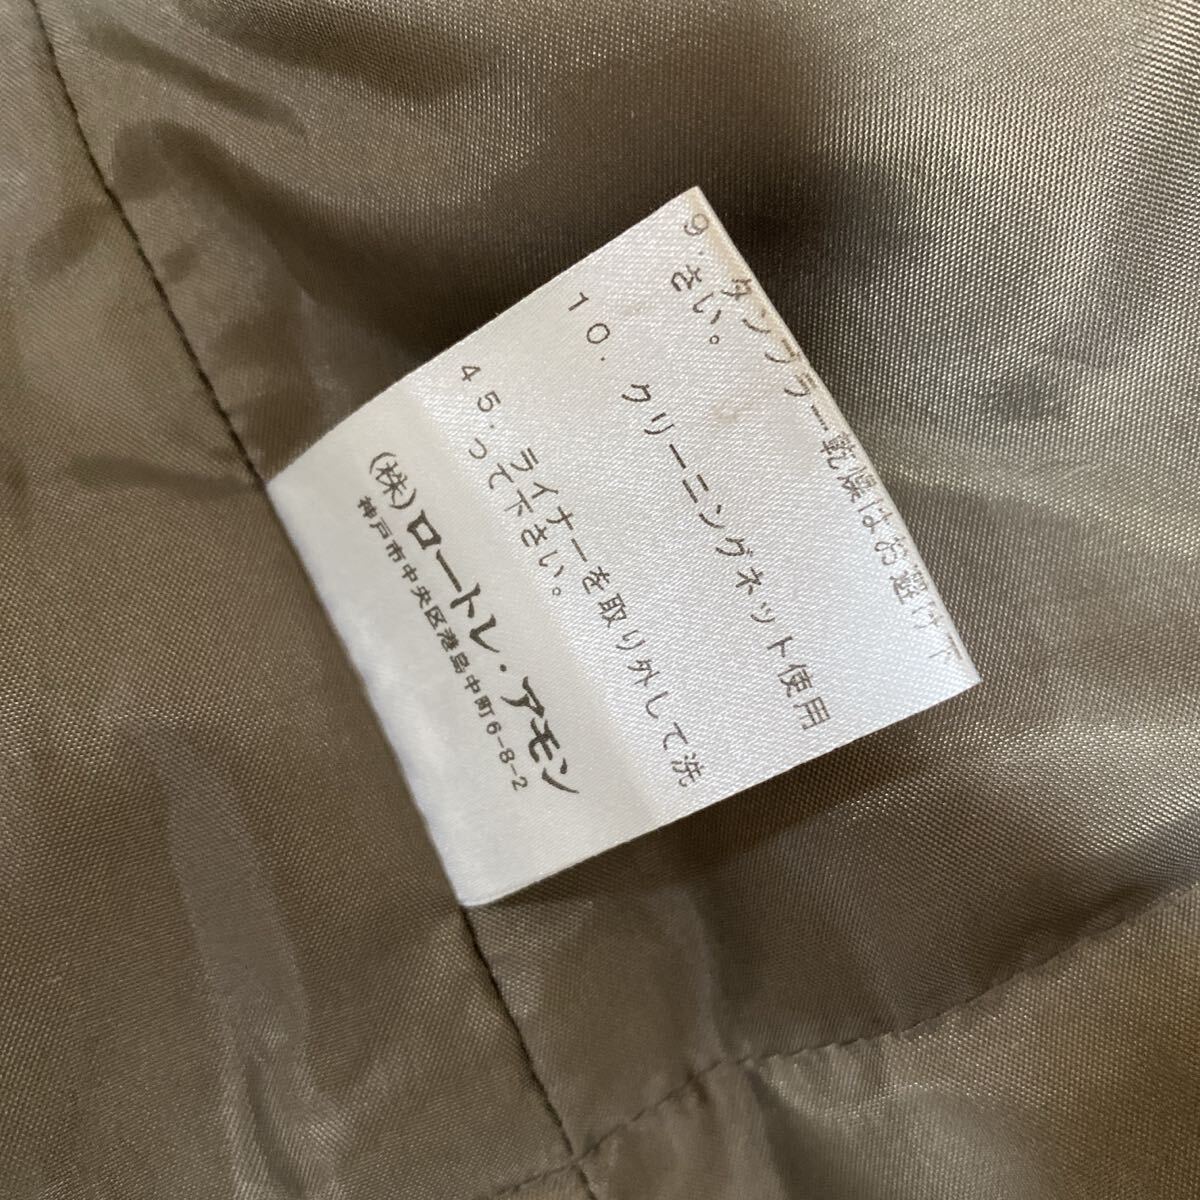 9. タンブラー乾燥はお避け下
さい。
10. クリーニングネット使用
45. ライナーを取り外して洗
って下さい。
(株)ロートレ・アモン
神戸市中央区港島中町6-8-2